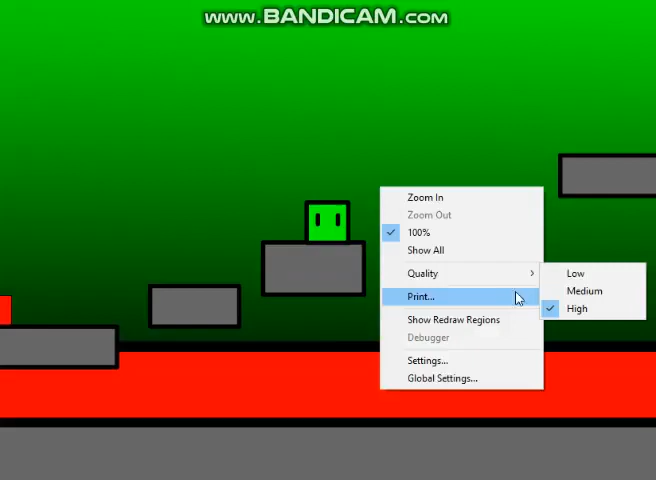 www.BANDICAM.com
Zoom In
Zoom Out
100%
Show All
Quality
Low
Medium
High
Print...
Show Redraw Regions
Debugger
Settings...
Global Settings...